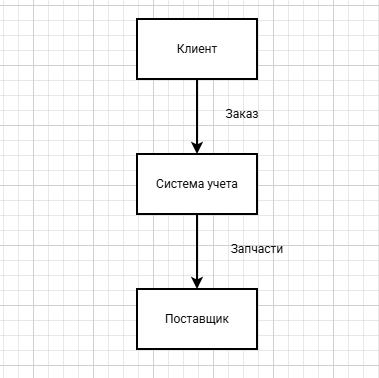 Клиент
Заказ
Система учета
Запчасти
Поставщик